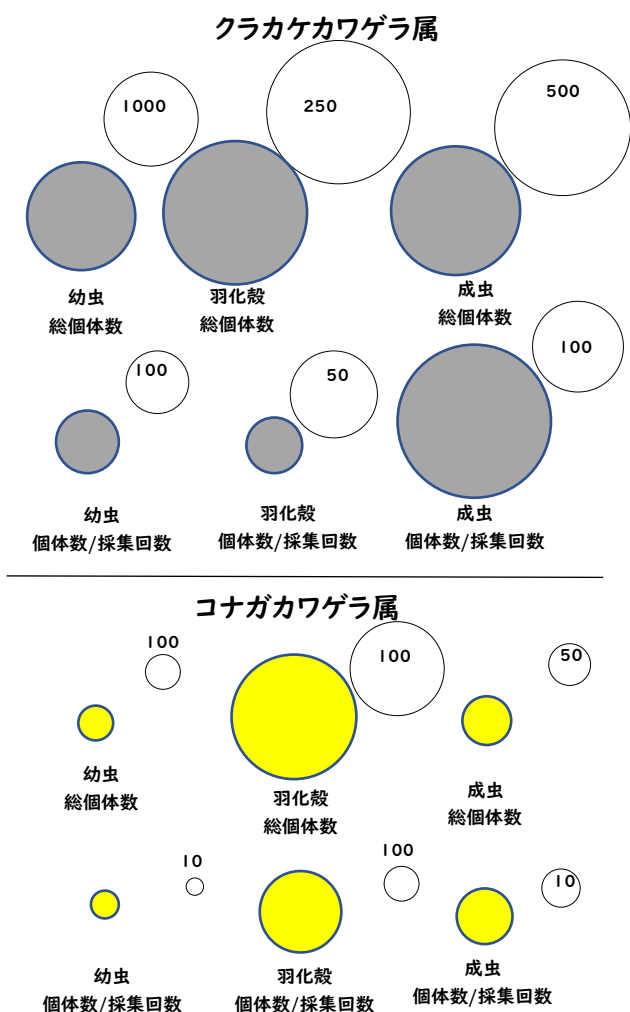 クラカケカワゲラ属
1000
250
500
幼虫
総個体数
羽化殻
総個体数
成虫
総個体数
100
50
100
幼虫
個体数/採集回数
羽化殻
個体数/採集回数
成虫
個体数/採集回数
コナガカワゲラ属
100
100
50
幼虫
総個体数
羽化殻
総個体数
成虫
総個体数
10
100
10
幼虫
個体数/採集回数
羽化殻
個体数/採集回数
成虫
個体数/採集回数